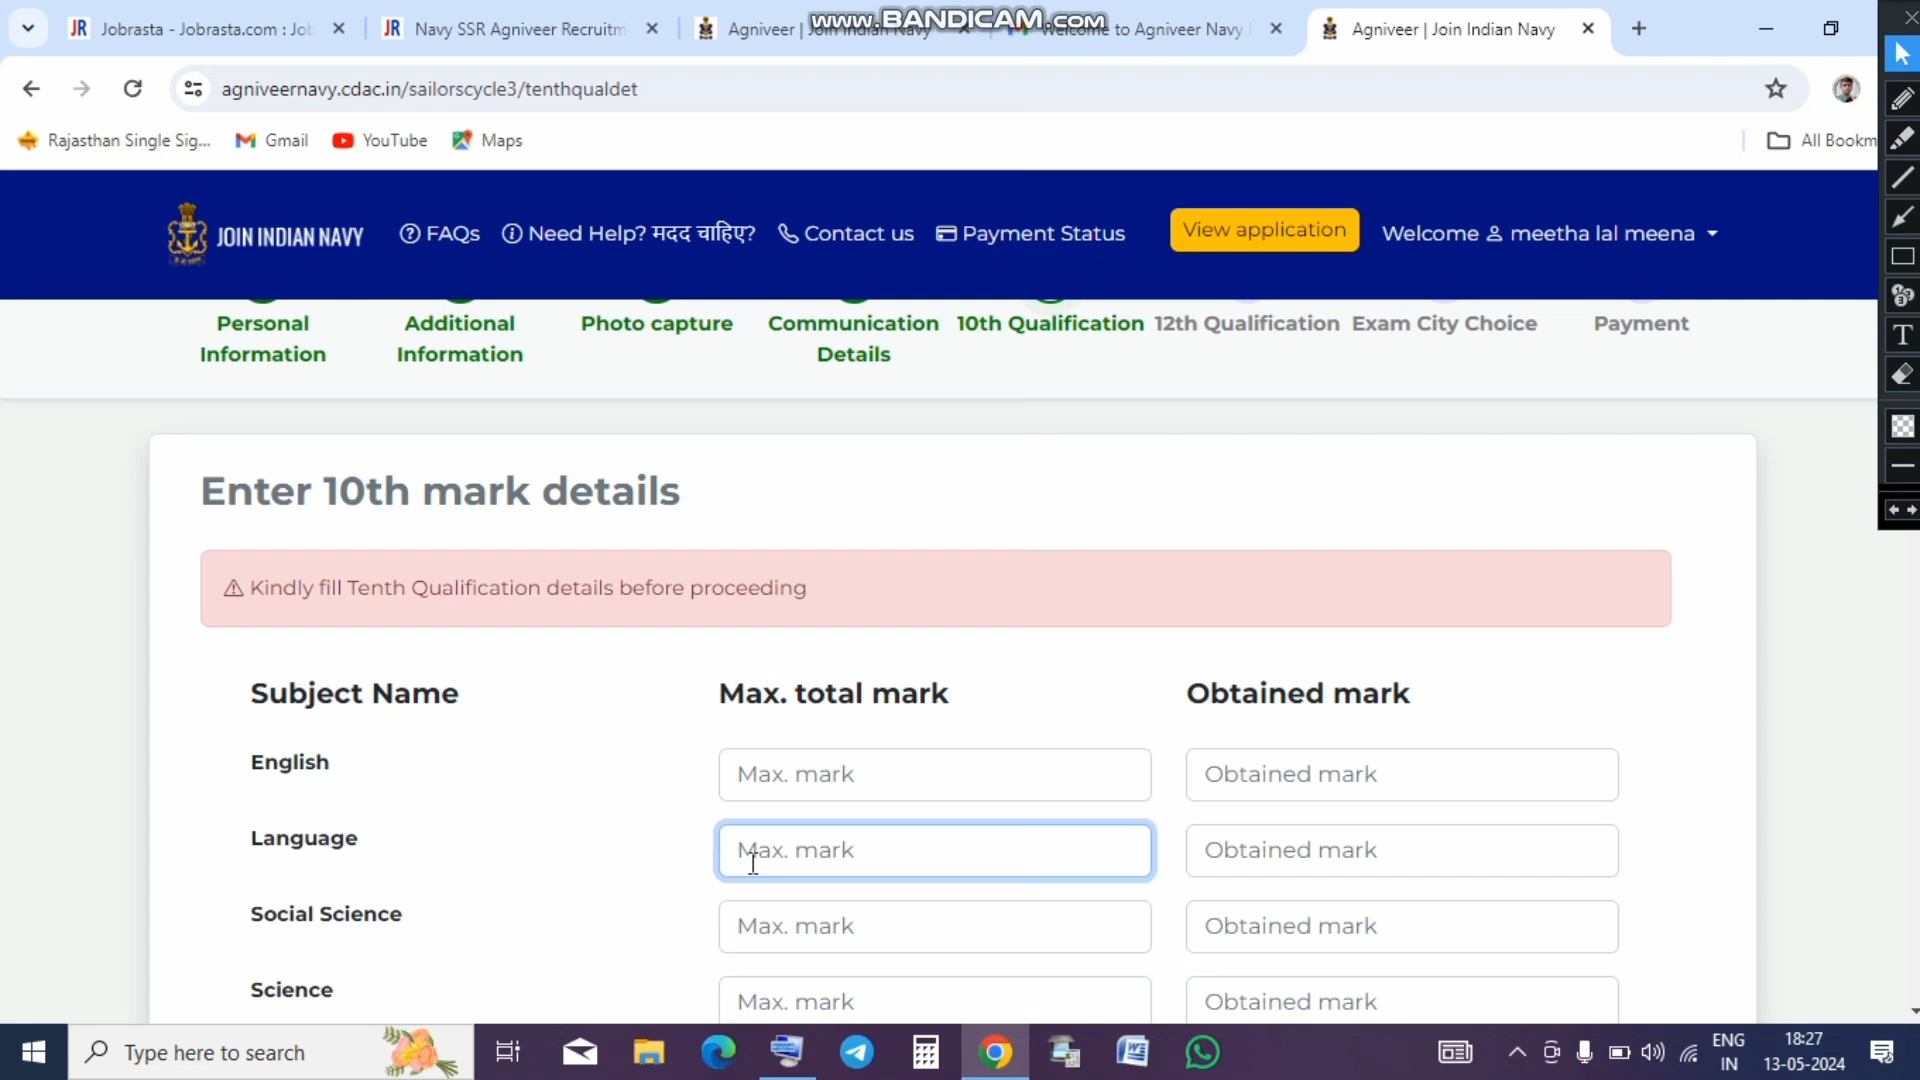 www.BANDICAM.com
Jobrasta - Jobrasta.com : Jo
Navy SSR Agniveer Recruitm
Agniveer | Join Indian Navy
Welcome to Agniveer Navy
Agniveer | Join Indian Navy
agniveernavy.cdac.in/sailorscycle3/tenthqualdet
Rajasthan Single Sig...
Gmail
YouTube
Maps
All Bookm
JOIN INDIAN NAVY
FAQs
Need Help? मदद चाहिए?
Contact us
Payment Status
View application
Welcome meetha lal meena
Personal Information
Additional Information
Photo capture
Communication Details
10th Qualification
12th Qualification
Exam City Choice
Payment
Enter 10th mark details
Kindly fill Tenth Qualification details before proceeding
Subject Name Max. total mark Obtained mark
English Max. mark Obtained mark
Language Max. mark Obtained mark
Social Science Max. mark Obtained mark
Science Max. mark Obtained mark
Type here to search
ENG
IN
18:27
13-05-2024